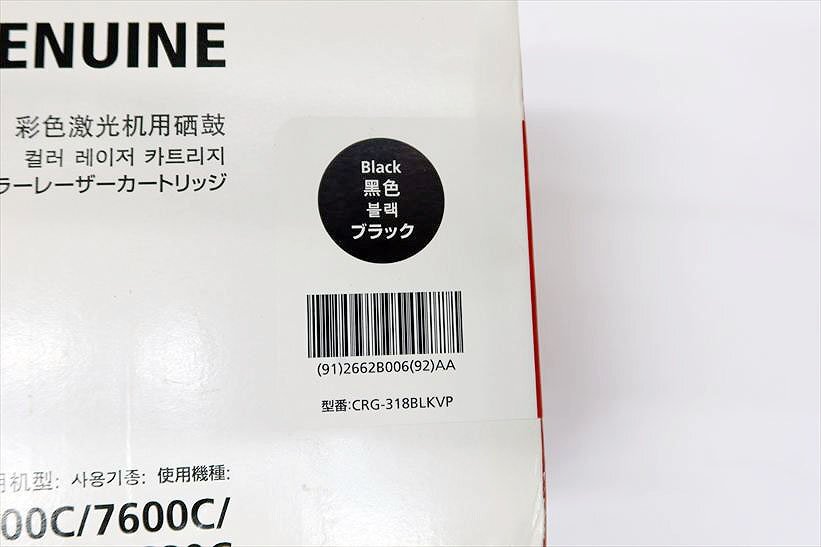 ENUINE
彩色激光机用硒鼓
컬러 레이저 카트리지
ラーレーザーカートリッジ
Black
黑色
블랙
ブラック
(91)2662B006(92)AA
型番:CRG-318BLKVP
用机型: 사용기종: 使用機種:
00C/7600C/